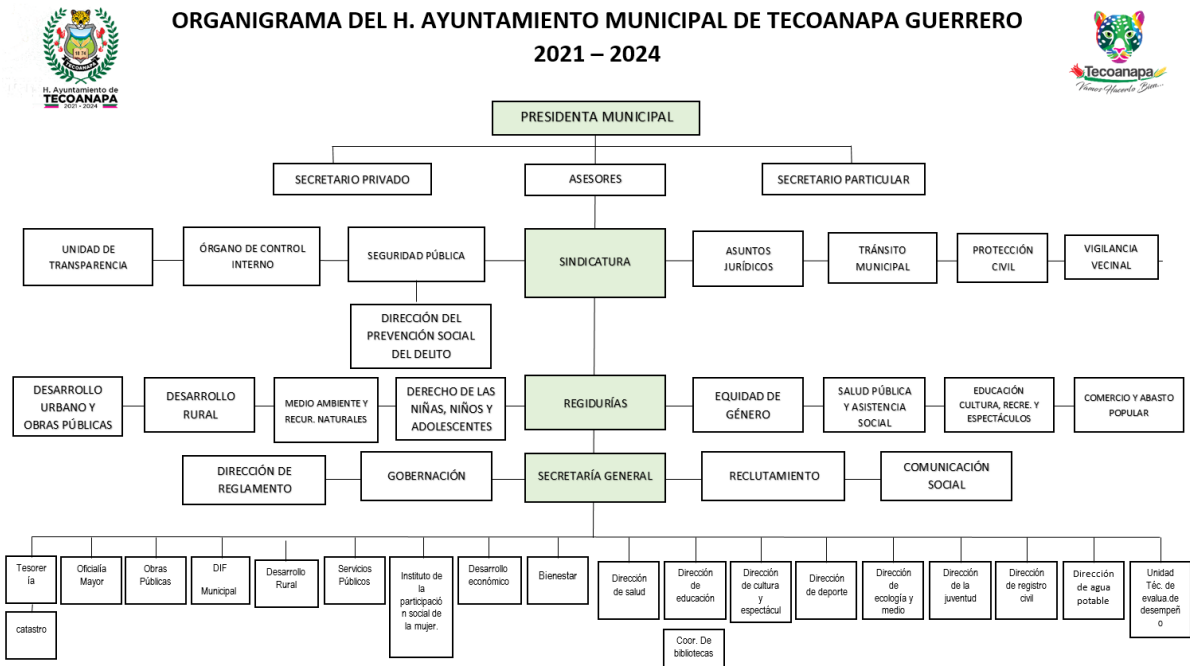 ORGANIGRAMA DEL H. AYUNTAMIENTO MUNICIPAL DE TECOANAPA GUERRERO
2021 – 2024
TECOANAPA
H. Ayuntamiento de
TECOANAPA
2021 - 2024
Tecoanapa
Vamos Hacerlo Bien...
PRESIDENTA MUNICIPAL
SECRETARIO PRIVADO
ASESORES
SECRETARIO PARTICULAR
UNIDAD DE
TRANSPARENCIA
ÓRGANO DE CONTROL
INTERNO
SEGURIDAD PÚBLICA
SINDICATURA
ASUNTOS
JURÍDICOS
TRÁNSITO
MUNICIPAL
PROTECCIÓN
CIVIL
VIGILANCIA
VECINAL
DIRECCIÓN DEL
PREVENCIÓN SOCIAL
DEL DELITO
DESARROLLO
URBANO Y
OBRAS PÚBLICAS
DESARROLLO
RURAL
MEDIO AMBIENTE Y
RECUR. NATURALES
DERECHO DE LAS
NIÑAS, NIÑOS Y
ADOLESCENTES
REGIDURÍAS
EQUIDAD DE
GÉNERO
SALUD PÚBLICA
Y ASISTENCIA
SOCIAL
EDUCACIÓN
CULTURA, RECRE. Y
ESPECTÁCULOS
COMERCIO Y ABASTO
POPULAR
DIRECCIÓN DE
REGLAMENTO
GOBERNACIÓN
SECRETARÍA GENERAL
RECLUTAMIENTO
COMUNICACIÓN
SOCIAL
Tesorer
ía
Oficialía
Mayor
Obras
Públicas
DIF
Municipal
Desarrollo
Rural
Servicios
Públicos
Instituto de
la
participació
n social de
la mujer.
Desarrollo
económico
Bienestar
Dirección
de salud
Dirección
de
educación
Dirección
de cultura
y
espectácul
Dirección
de deporte
Dirección
de
ecología y
medio
Dirección
de la
juventud
Dirección
de registro
civil
Dirección
de agua
potable
Unidad
Téc. de
evalua.de
desempeñ
o
catastro
Coor. De
bibliotecas